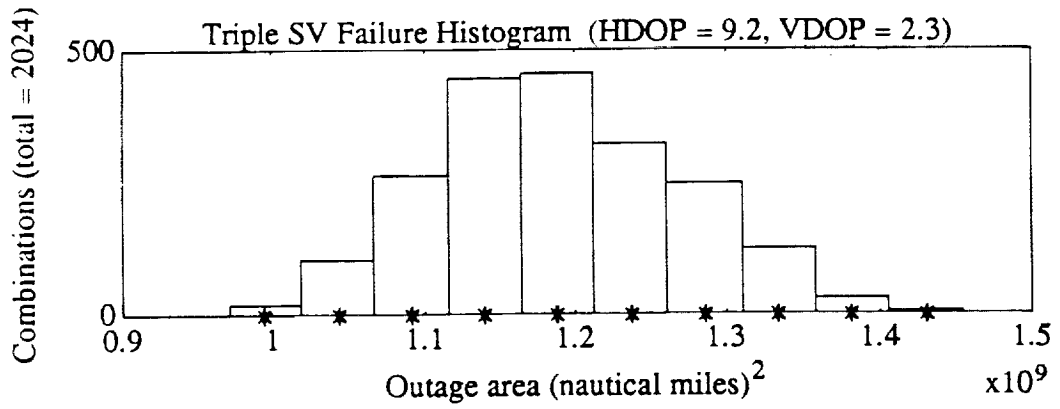 Triple SV Failure Histogram (HDOP = 9.2, VDOP = 2.3)
Combinations (total = 2024)
500
0
0.9 1 1.1 1.2 1.3 1.4 1.5
Outage area (nautical miles)² x10⁹